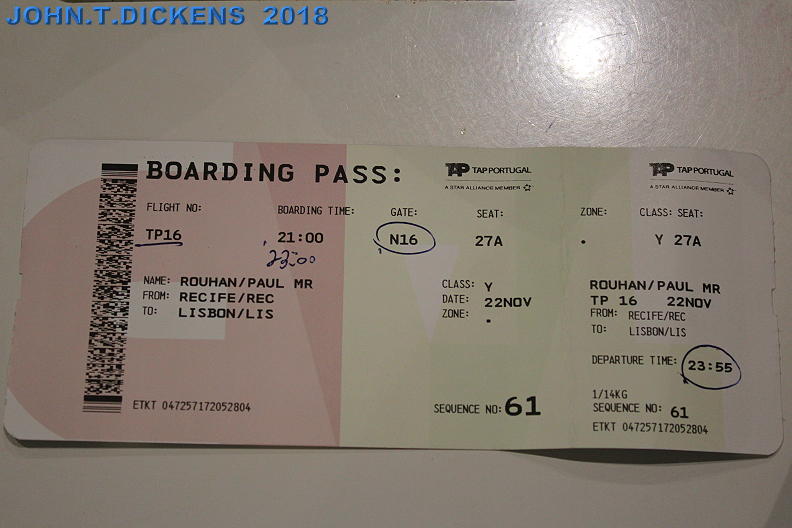 JOHN.T.DICKENS 2018
BOARDING PASS:
TAP TAP PORTUGAL
A STAR ALLIANCE MEMBER
FLIGHT NO: BOARDING TIME: GATE: SEAT:
TP16 21:00 N16 27A
22:00
NAME: ROUHAN/PAUL MR
FROM: RECIFE/REC
TO: LISBON/LIS
CLASS: Y
DATE: 22NOV
ZONE: .
ETKT 047257172052804
SEQUENCE NO: 61
TAP TAP PORTUGAL
A STAR ALLIANCE MEMBER
ZONE: CLASS: SEAT:
. Y 27A
ROUHAN/PAUL MR
TP 16 22NOV
FROM: RECIFE/REC
TO: LISBON/LIS
DEPARTURE TIME: 23:55
1/14KG
SEQUENCE NO: 61
ETKT 047257172052804